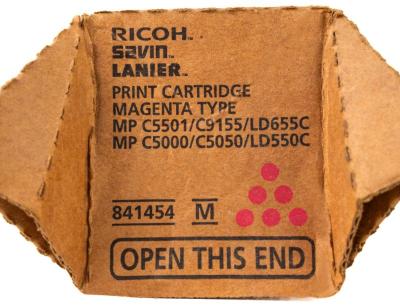 RICOH
savin
LANIER
PRINT CARTRIDGE
MAGENTA TYPE
MP C5501/C9155/LD655C
MP C5000/C5050/LD550C
841454 M
OPEN THIS END